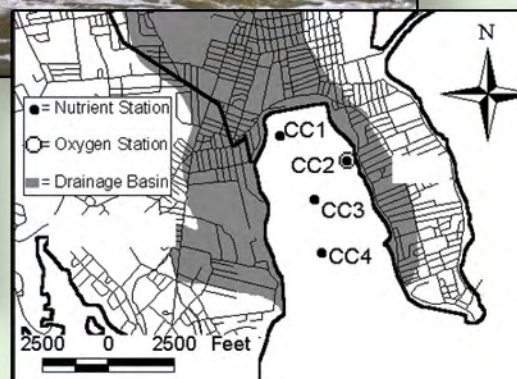 N
● = Nutrient Station
= Oxygen Station
= Drainage Basin
CC1
CC2
CC3
CC4
2500 0 2500 Feet